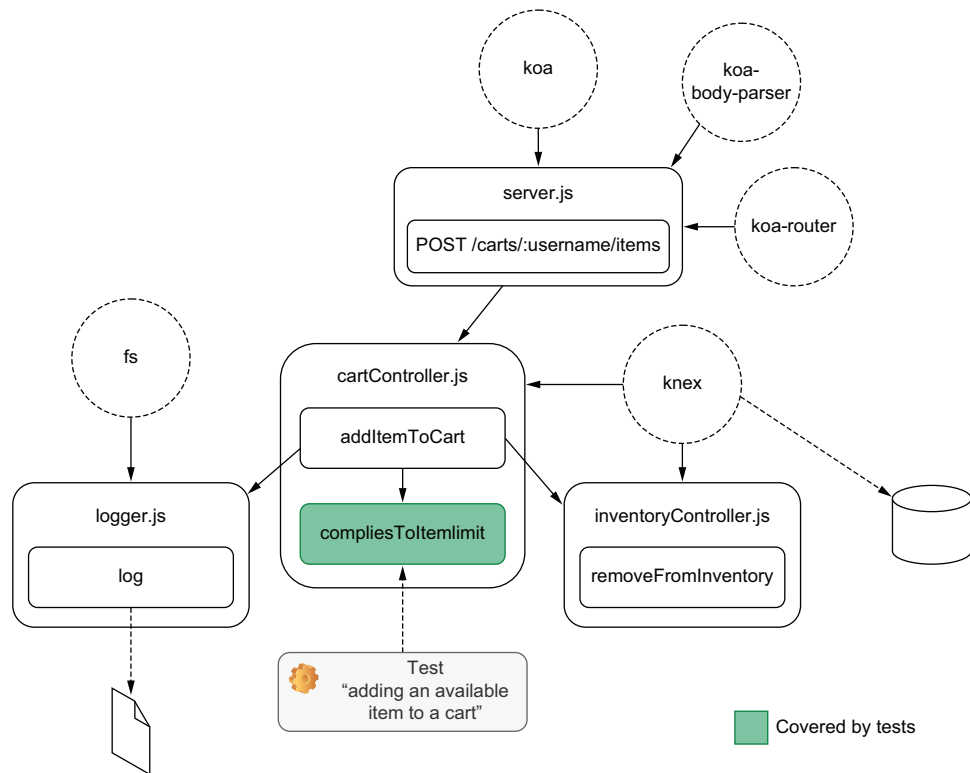 koa
koa-
body-parser
server.js
POST /carts/:username/items
koa-router
fs
cartController.js
knex
addItemToCart
logger.js
compliesToItemlimit
inventoryController.js
log
removeFromInventory
Test
“adding an available
item to a cart”
Covered by tests